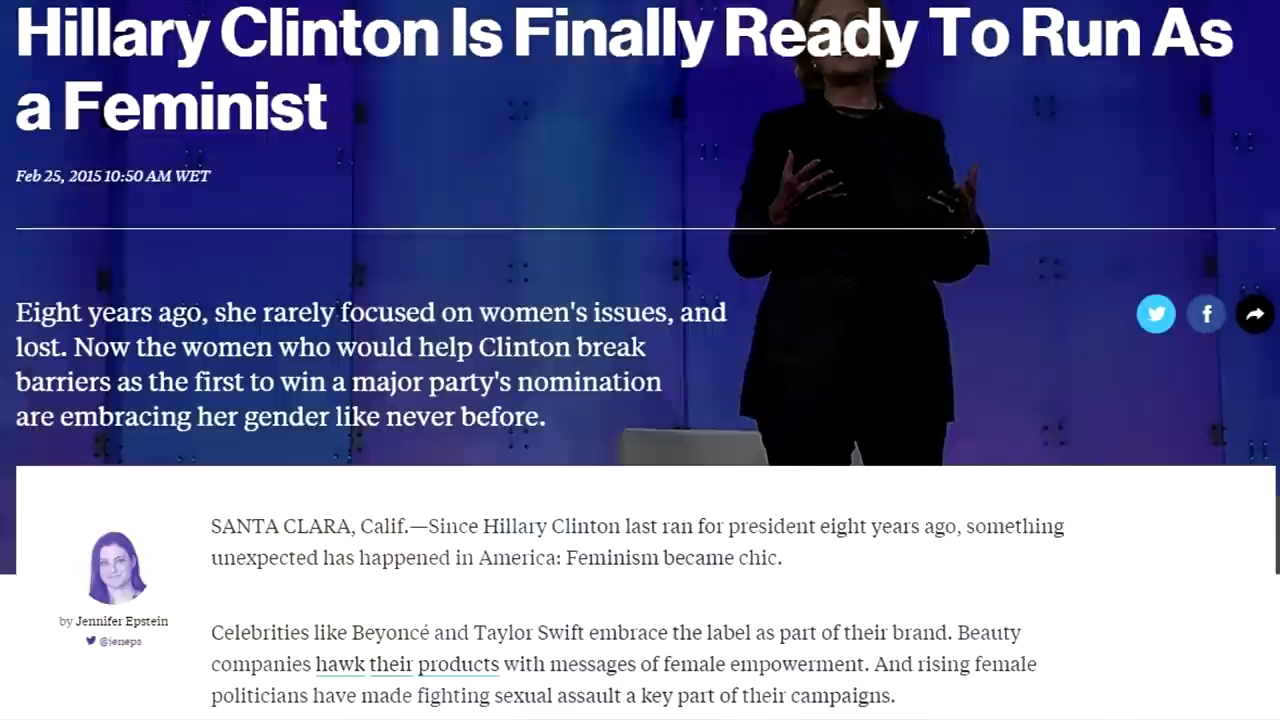 Hillary Clinton Is Finally Ready To Run As
a Feminist
Feb 25, 2015 10:50 AM WET
Eight years ago, she rarely focused on women's issues, and
lost. Now the women who would help Clinton break
barriers as the first to win a major party's nomination
are embracing her gender like never before.
SANTA CLARA, Calif.—Since Hillary Clinton last ran for president eight years ago, something
unexpected has happened in America: Feminism became chic.
by Jennifer Epstein
@jeneps
Celebrities like Beyoncé and Taylor Swift embrace the label as part of their brand. Beauty
companies hawk their products with messages of female empowerment. And rising female
politicians have made fighting sexual assault a key part of their campaigns.